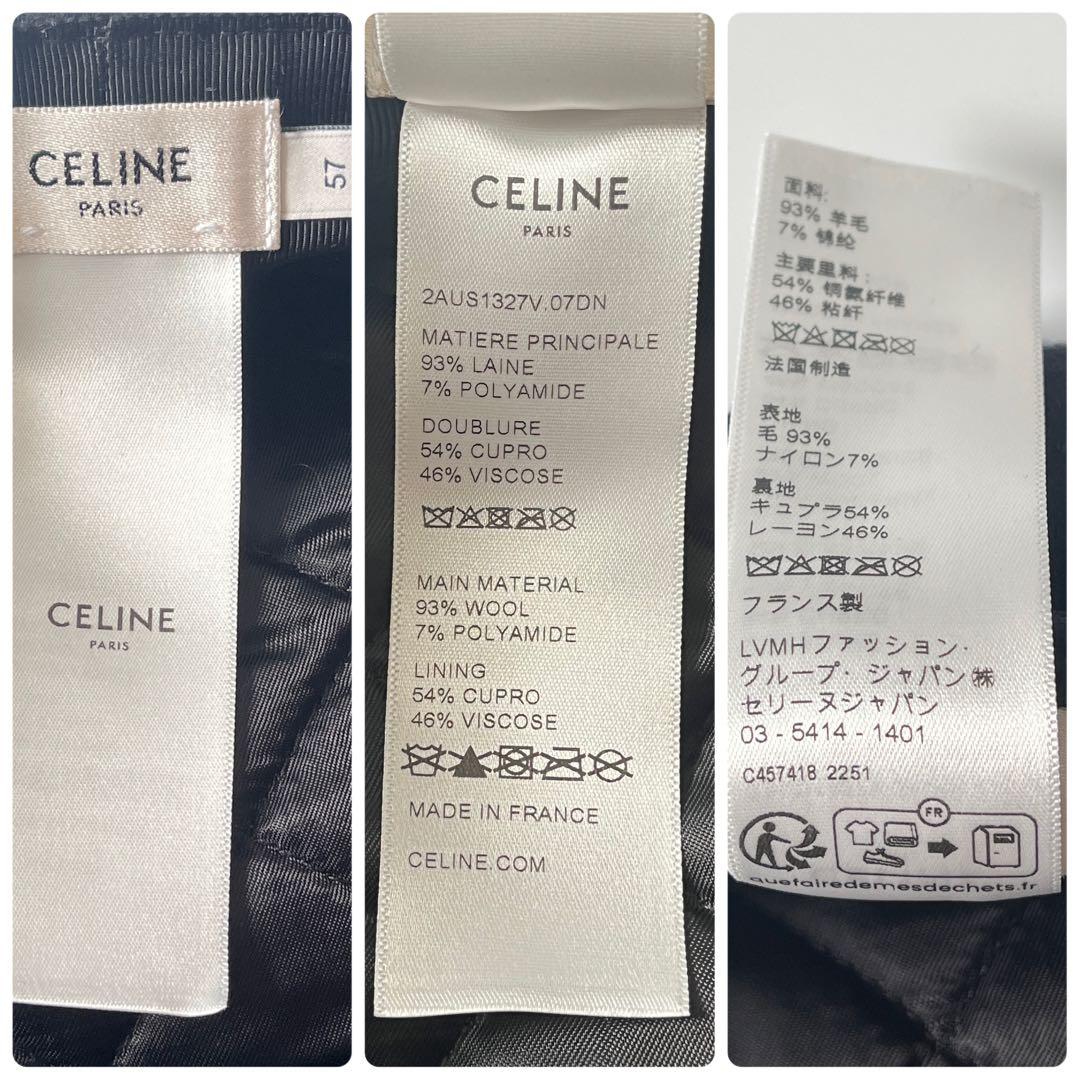 CELINE
PARIS
57
CELINE
PARIS
CELINE
PARIS
2AUS1327V.07DN
MATIERE PRINCIPALE
93% LAINE
7% POLYAMIDE
DOUBLURE
54% CUPRO
46% VISCOSE
MAIN MATERIAL
93% WOOL
7% POLYAMIDE
LINING
54% CUPRO
46% VISCOSE
MADE IN FRANCE
CELINE.COM
面料:
93% 羊毛
7% 锦纶
主要里料:
54% 铜氨纤维
46% 粘纤
法国制造
表地
毛 93%
ナイロン7%
裏地
キュプラ54%
レーヨン46%
フランス製
LVMHファッション・
グループ・ジャパン㈱
セリーヌジャパン
03 - 5414 - 1401
C457418 2251
FR
quefairedemesdechets.fr